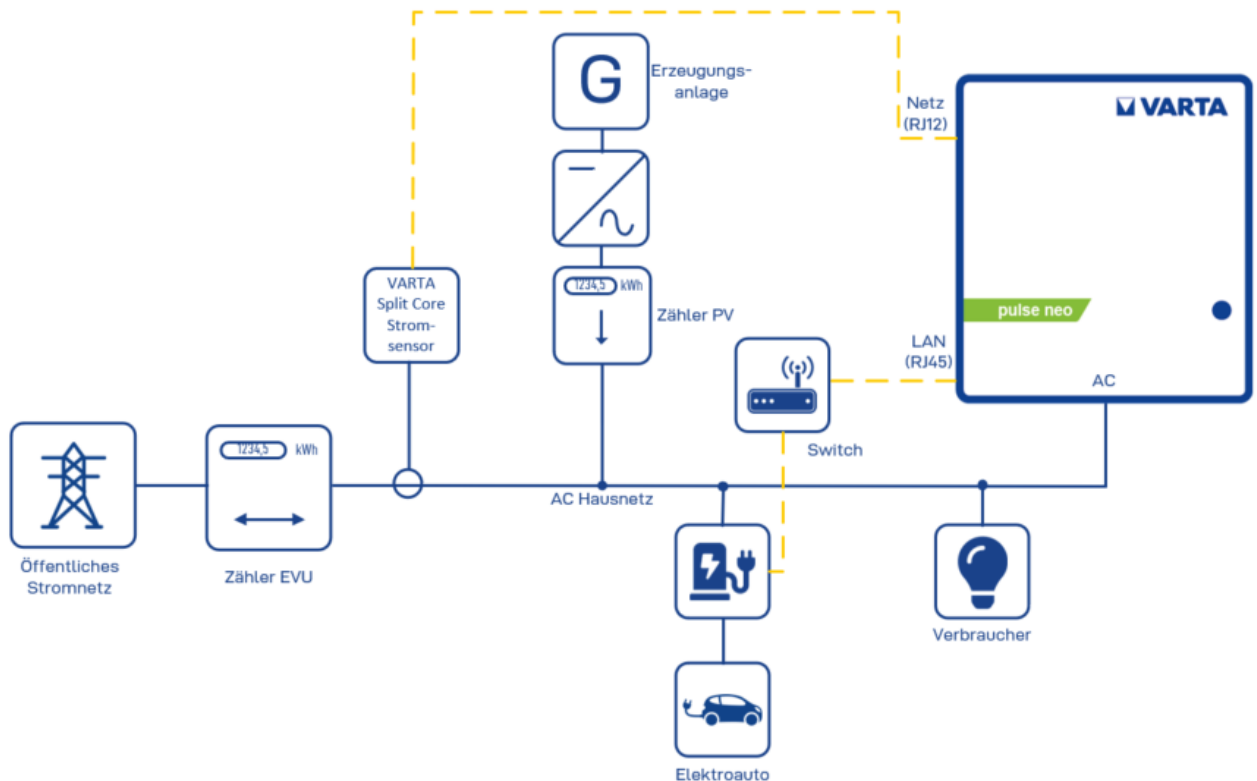 G
Erzeugungs-
anlage
Netz
(RJ12)
VARTA
VARTA
Split Core
Strom-
sensor
1234,5 kWh
Zähler PV
pulse neo
LAN
(RJ45)
AC
Switch
1234,5 kWh
AC Hausnetz
Öffentliches
Stromnetz
Zähler EVU
Verbraucher
Elektroauto